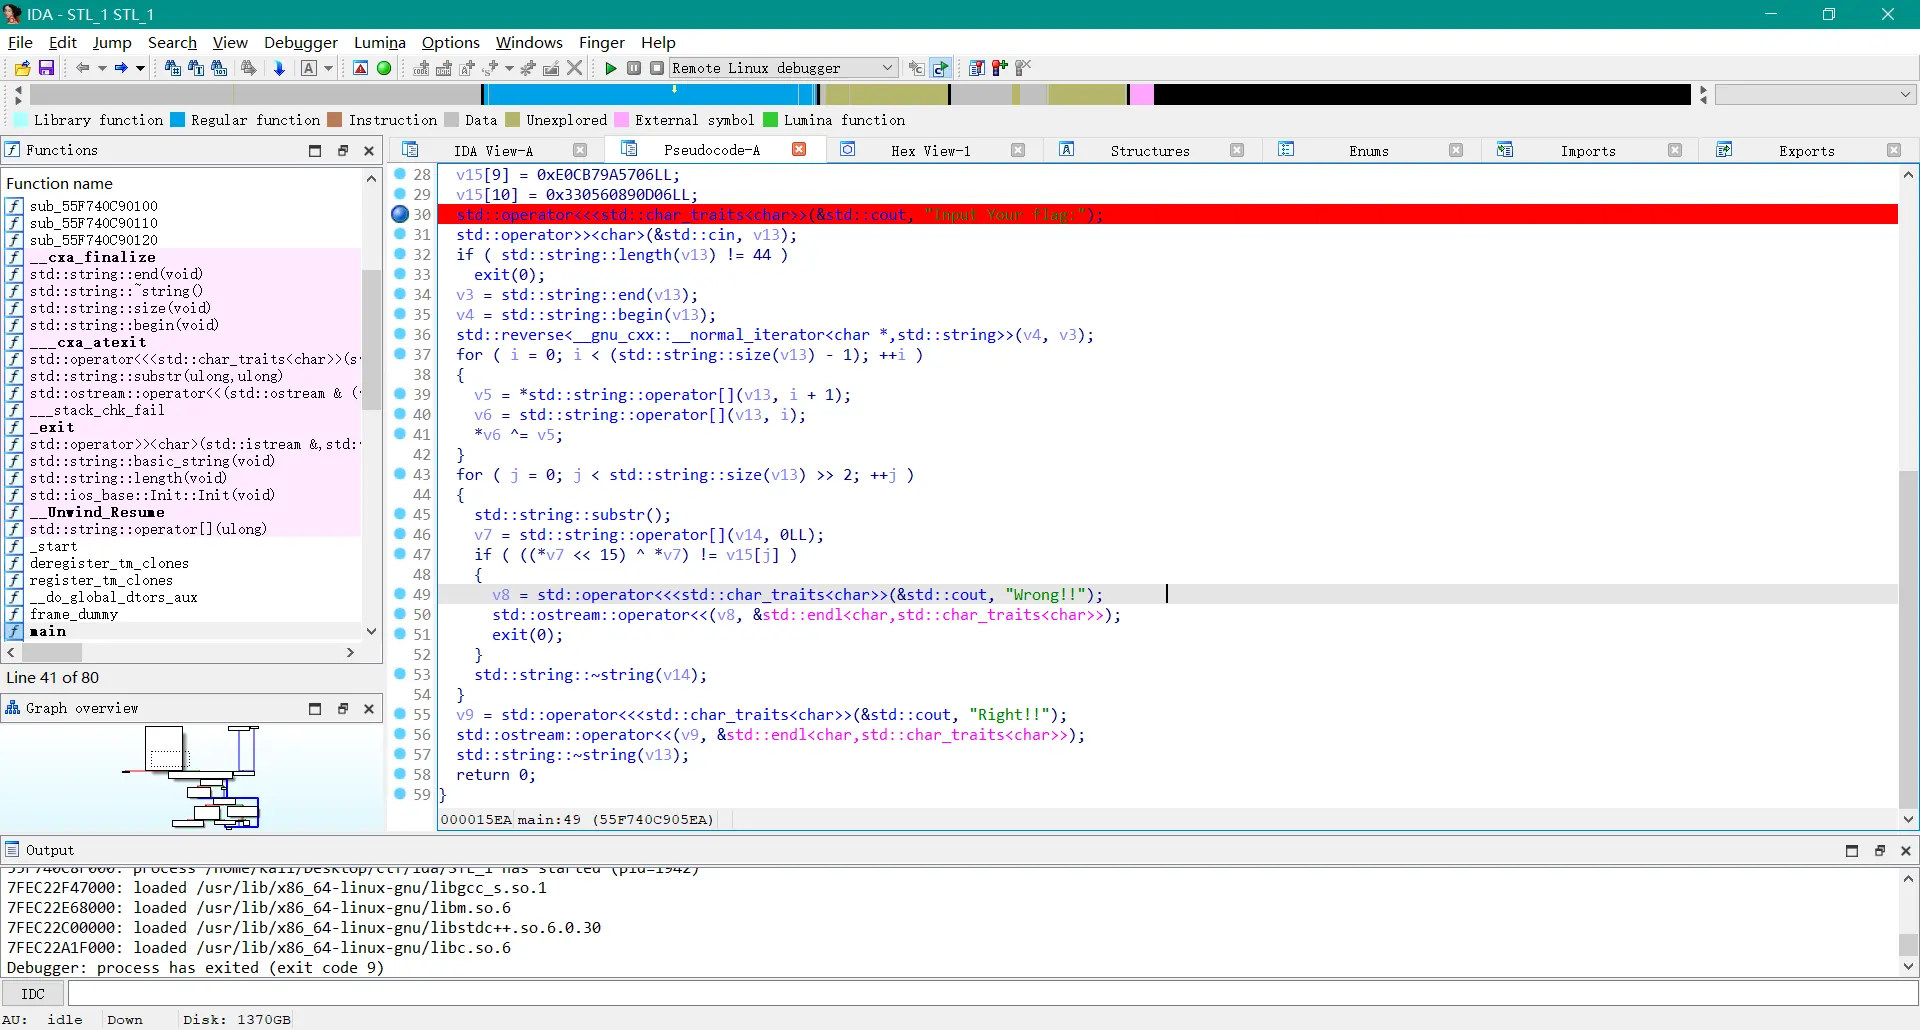 IDA - STL_1 STL_1
File Edit Jump Search View Debugger Lumina Options Windows Finger Help
Remote Linux debugger
Library function Regular function Instruction Data Unexplored External symbol Lumina function
Functions
IDA View-A Pseudocode-A Hex View-1 Structures Enums Imports Exports
Function name
sub_55F740C90100
sub_55F740C90110
sub_55F740C90120
__cxa_finalize
std::string::end(void)
std::string::~string()
std::string::size(void)
std::string::begin(void)
___cxa_atexit
std::operator<<<std::char_traits<char>>(s
std::string::substr(ulong,ulong)
std::ostream::operator<<(std::ostream & (
___stack_chk_fail
_exit
std::operator>><char>(std::istream &,std:
std::string::basic_string(void)
std::string::length(void)
std::ios_base::Init::Init(void)
__Unwind_Resume
std::string::operator[](ulong)
_start
deregister_tm_clones
register_tm_clones
__do_global_dtors_aux
frame_dummy
main
Line 41 of 80
Graph overview
28 v15[9] = 0xE0CB79A5706LL;
29 v15[10] = 0x330560890D06LL;
30 std::operator<<<std::char_traits<char>>(&std::cout, "Input Your flag:");
31 std::operator>><char>(&std::cin, v13);
32 if ( std::string::length(v13) != 44 )
33 exit(0);
34 v3 = std::string::end(v13);
35 v4 = std::string::begin(v13);
36 std::reverse<__gnu_cxx::__normal_iterator<char *,std::string>>(v4, v3);
37 for ( i = 0; i < (std::string::size(v13) - 1); ++i )
38 {
39 v5 = *std::string::operator[](v13, i + 1);
40 v6 = std::string::operator[](v13, i);
41 *v6 ^= v5;
42 }
43 for ( j = 0; j < std::string::size(v13) >> 2; ++j )
44 {
45 std::string::substr();
46 v7 = std::string::operator[](v14, 0LL);
47 if ( ((*v7 << 15) ^ *v7) != v15[j] )
48 {
49 v8 = std::operator<<<std::char_traits<char>>(&std::cout, "Wrong!!");
50 std::ostream::operator<<(v8, &std::endl<char,std::char_traits<char>>);
51 exit(0);
52 }
53 std::string::~string(v14);
54 }
55 v9 = std::operator<<<std::char_traits<char>>(&std::cout, "Right!!");
56 std::ostream::operator<<(v9, &std::endl<char,std::char_traits<char>>);
57 std::string::~string(v13);
58 return 0;
59 }
000015EA main:49 (55F740C905EA)
Output
55F740C8F000: process /home/kali/Desktop/ctf/ida/STL_1 has started (pid=1942)
7FEC22F47000: loaded /usr/lib/x86_64-linux-gnu/libgcc_s.so.1
7FEC22E68000: loaded /usr/lib/x86_64-linux-gnu/libm.so.6
7FEC22C00000: loaded /usr/lib/x86_64-linux-gnu/libstdc++.so.6.0.30
7FEC22A1F000: loaded /usr/lib/x86_64-linux-gnu/libc.so.6
Debugger: process has exited (exit code 9)
IDC
AU: idle Down Disk: 1370GB